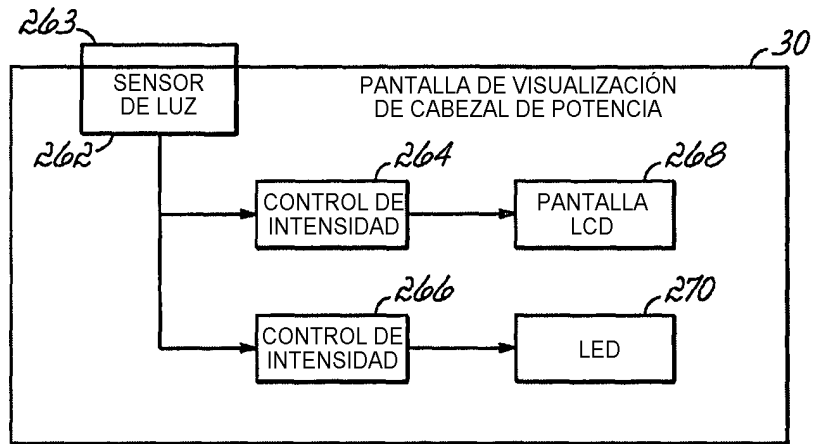 263
30
SENSOR
DE LUZ
PANTALLA DE VISUALIZACIÓN
DE CABEZAL DE POTENCIA
262
264
268
CONTROL DE
INTENSIDAD
PANTALLA
LCD
266
270
CONTROL DE
INTENSIDAD
LED